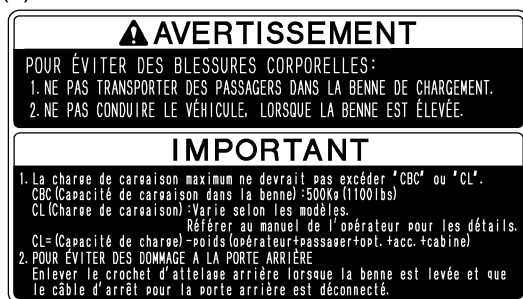 AVERTISSEMENT
POUR ÉVITER DES BLESSURES CORPORELLES:
1. NE PAS TRANSPORTER DES PASSAGERS DANS LA BENNE DE CHARGEMENT.
2. NE PAS CONDUIRE LE VÉHICULE, LORSQUE LA BENNE EST ÉLEVÉE.
IMPORTANT
1. La charge de cargaison maximum ne devrait pas excéder "CBC" ou "CL".
CBC(Capacité de cargaison dans la benne) :500Kg(1100lbs)
CL(Charge de cargaison) :Varie selon les modèles.
Référer au manuel de l'opérateur pour les détails.
CL=(Capacité de charge)-poids(opérateur+passager+opt.+acc.+cabine)
2. POUR ÉVITER DES DOMMAGE A LA PORTE ARRIÈRE
Enlever le crochet d'attelage arrière lorsque la benne est levée et que
le câble d'arrêt pour la porte arrière est déconnecté.